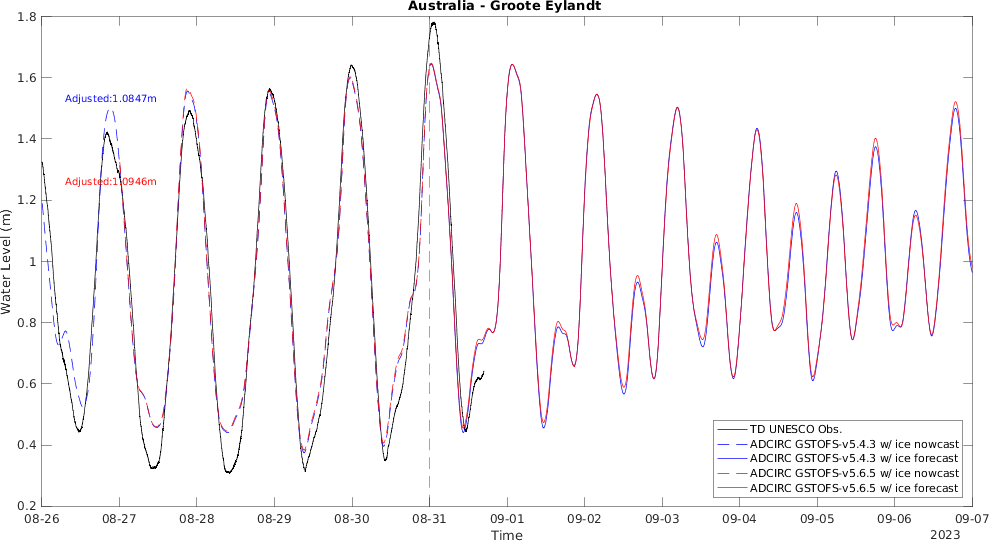 Australia - Groote Eylandt
Water Level (m)
1.8
1.6
1.4
1.2
1
0.8
0.6
0.4
0.2
Adjusted:1.0847m
Adjusted:1.0946m
TD UNESCO Obs.
ADCIRC GSTOFS-v5.4.3 w/ ice nowcast
ADCIRC GSTOFS-v5.4.3 w/ ice forecast
ADCIRC GSTOFS-v5.6.5 w/ ice nowcast
ADCIRC GSTOFS-v5.6.5 w/ ice forecast
08-26 08-27 08-28 08-29 08-30 08-31 09-01 09-02 09-03 09-04 09-05 09-06 09-07
Time
2023